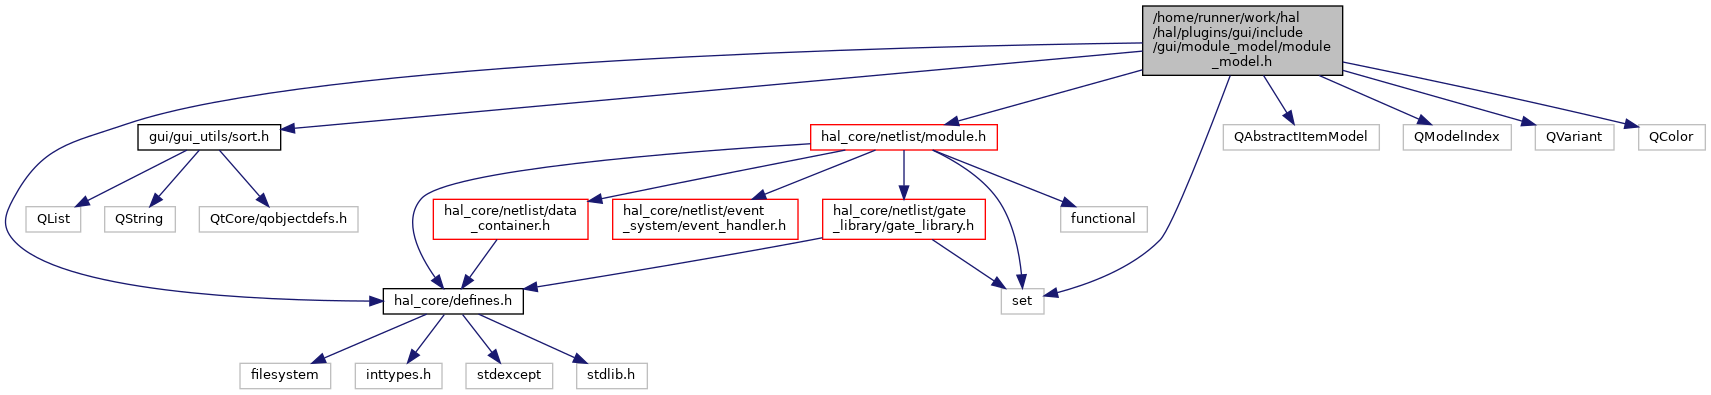 /home/runner/work/hal
/hal/plugins/gui/include
/gui/module_model/module
_model.h
gui/gui_utils/sort.h
hal_core/netlist/module.h
QAbstractItemModel
QModelIndex
QVariant
QColor
QList
QString
QtCore/qobjectdefs.h
hal_core/netlist/data
_container.h
hal_core/netlist/event
_system/event_handler.h
hal_core/netlist/gate
_library/gate_library.h
functional
hal_core/defines.h
set
filesystem
inttypes.h
stdexcept
stdlib.h